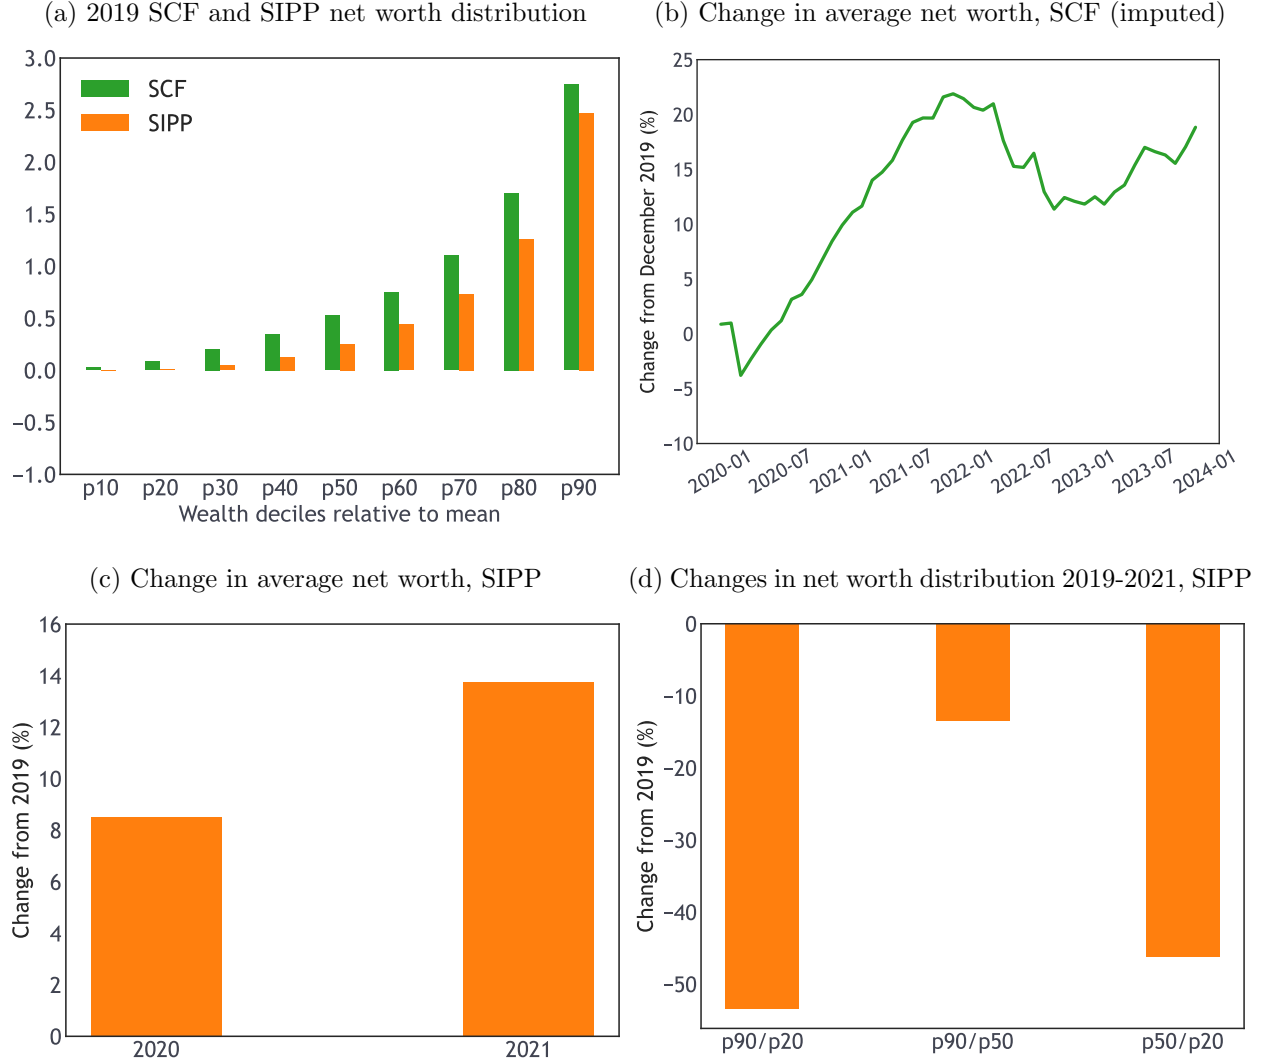 (a) 2019 SCF and SIPP net worth distribution
3.0
2.5
2.0
1.5
1.0
0.5
0.0
−0.5
−1.0
SCF
SIPP
p10 p20 p30 p40 p50 p60 p70 p80 p90
Wealth deciles relative to mean
(b) Change in average net worth, SCF (imputed)
Change from December 2019 (%)
25
20
15
10
5
0
−5
−10
2020-01 2020-07 2021-01 2021-07 2022-01 2022-07 2023-01 2023-07 2024-01
(c) Change in average net worth, SIPP
Change from 2019 (%)
16
14
12
10
8
6
4
2
0
2020 2021
(d) Changes in net worth distribution 2019-2021, SIPP
Change from 2019 (%)
0
−10
−20
−30
−40
−50
p90/p20 p90/p50 p50/p20